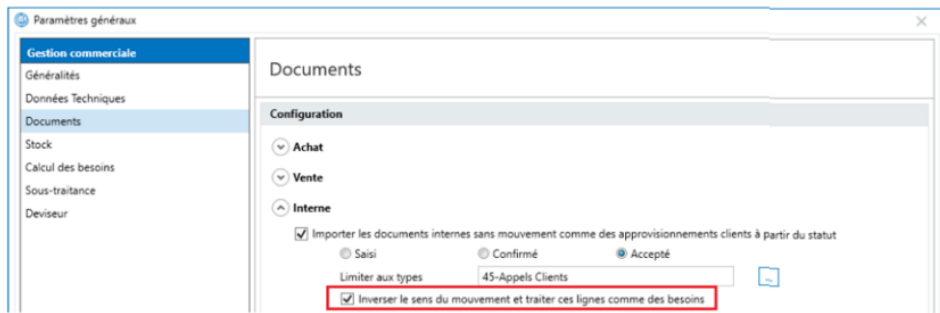 Paramètres généraux
Gestion commerciale
Généralités
Données Techniques
Documents
Stock
Calcul des besoins
Sous-traitance
Deviseur
Documents
Configuration
Achat
Vente
Interne
Importer les documents internes sans mouvement comme des approvisionnements clients à partir du statut
Saisi Confirmé Accepté
Limiter aux types 45-Appels Clients ...
Inverser le sens du mouvement et traiter ces lignes comme des besoins